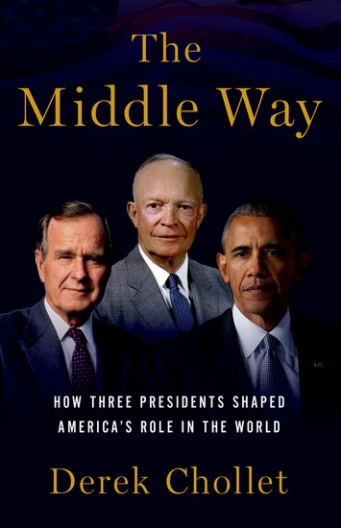 The
Middle Way
HOW THREE PRESIDENTS SHAPED
AMERICA'S ROLE IN THE WORLD
Derek Chollet